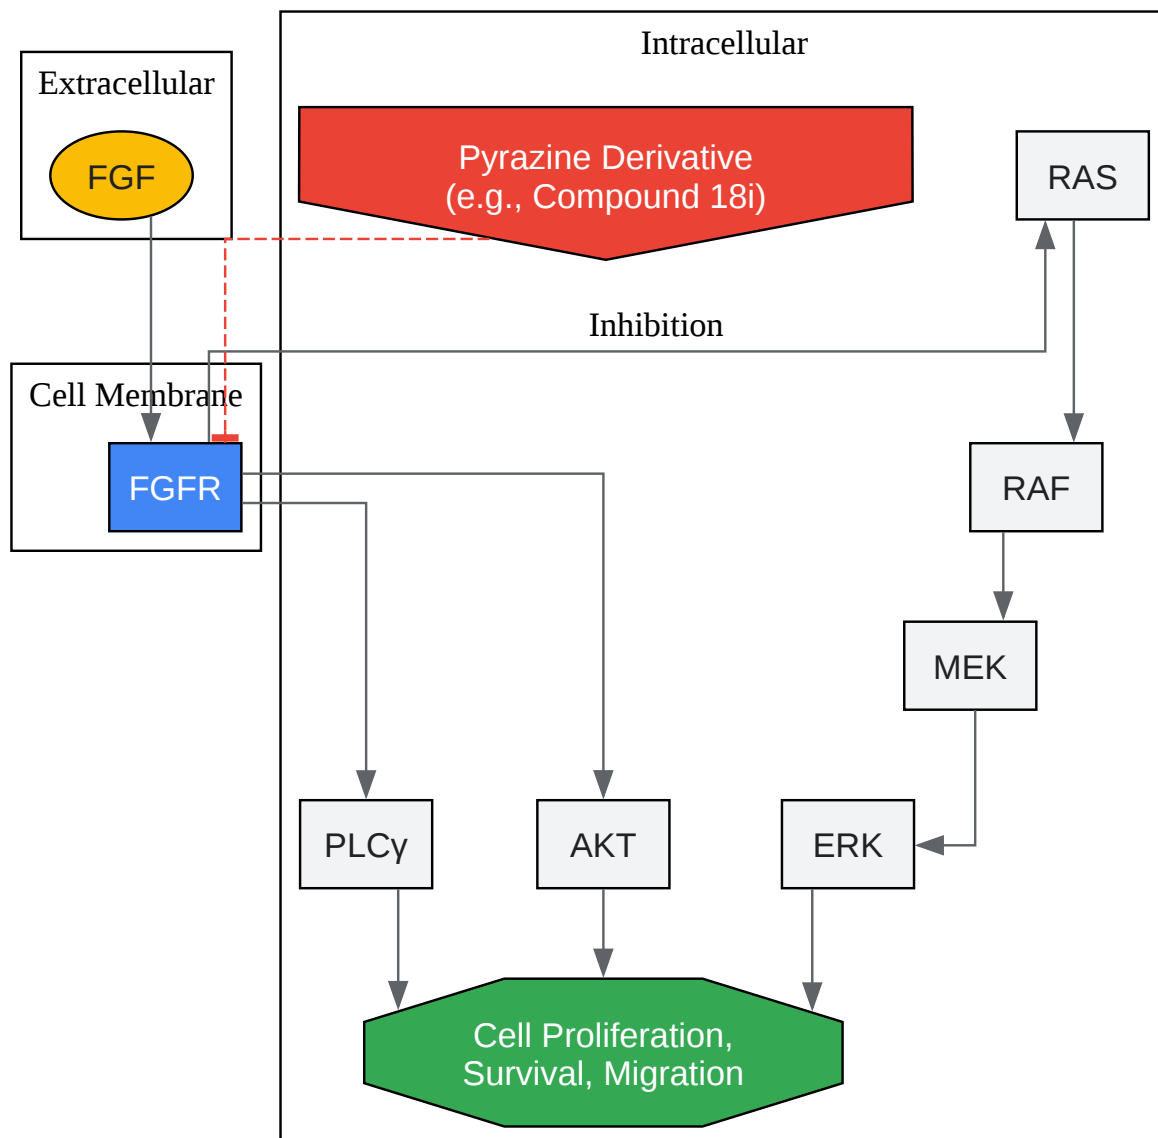 Intracellular
Extracellular
FGF
Pyrazine Derivative
(e.g., Compound 18i)
RAS
Inhibition
Cell Membrane
FGFR
RAF
MEK
PLCγ
AKT
ERK
Cell Proliferation,
Survival, Migration